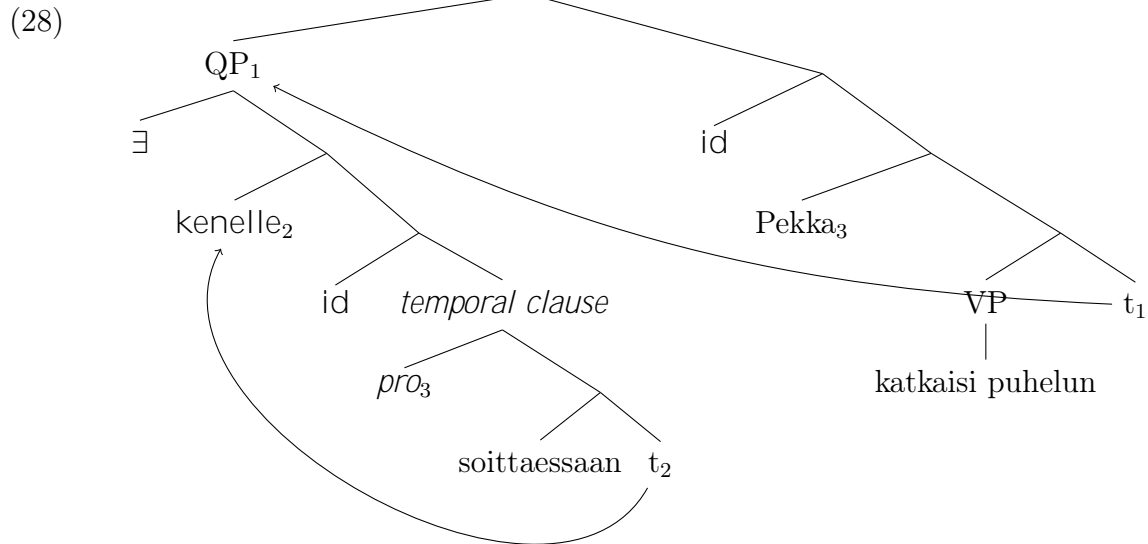 (28)
QP₁
∃
id
kenelle₂
Pekka₃
id
temporal clause
VP
t₁
pro₃
katkaisi puhelun
soittaessaan
t₂